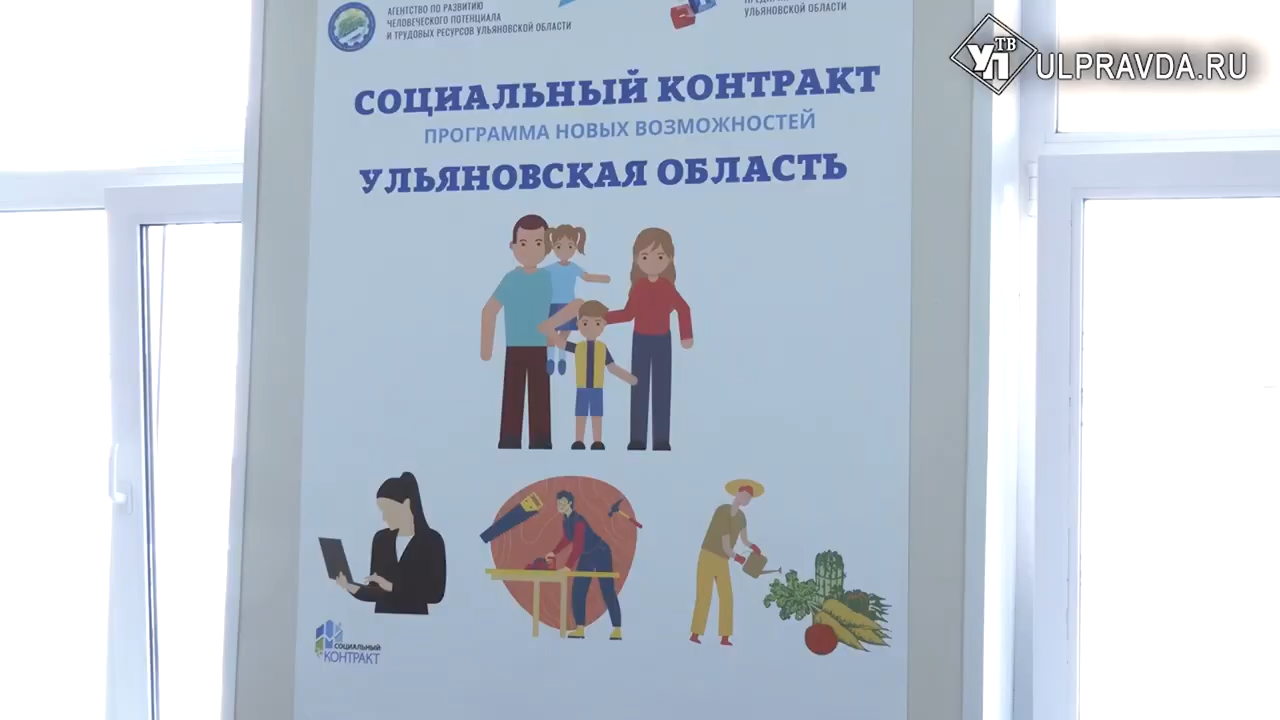 АГЕНТСТВО ПО РАЗВИТИЮ
ЧЕЛОВЕЧЕСКОГО ПОТЕНЦИАЛА
И ТРУДОВЫХ РЕСУРСОВ УЛЬЯНОВСКОЙ ОБЛАСТИ
УЛЬЯНОВСКОЙ ОБЛАСТИ
УП ТВ
ULPRAVDA.RU
СОЦИАЛЬНЫЙ КОНТРАКТ
ПРОГРАММА НОВЫХ ВОЗМОЖНОСТЕЙ
УЛЬЯНОВСКАЯ ОБЛАСТЬ
СОЦИАЛЬНЫЙ
КОНТРАКТ